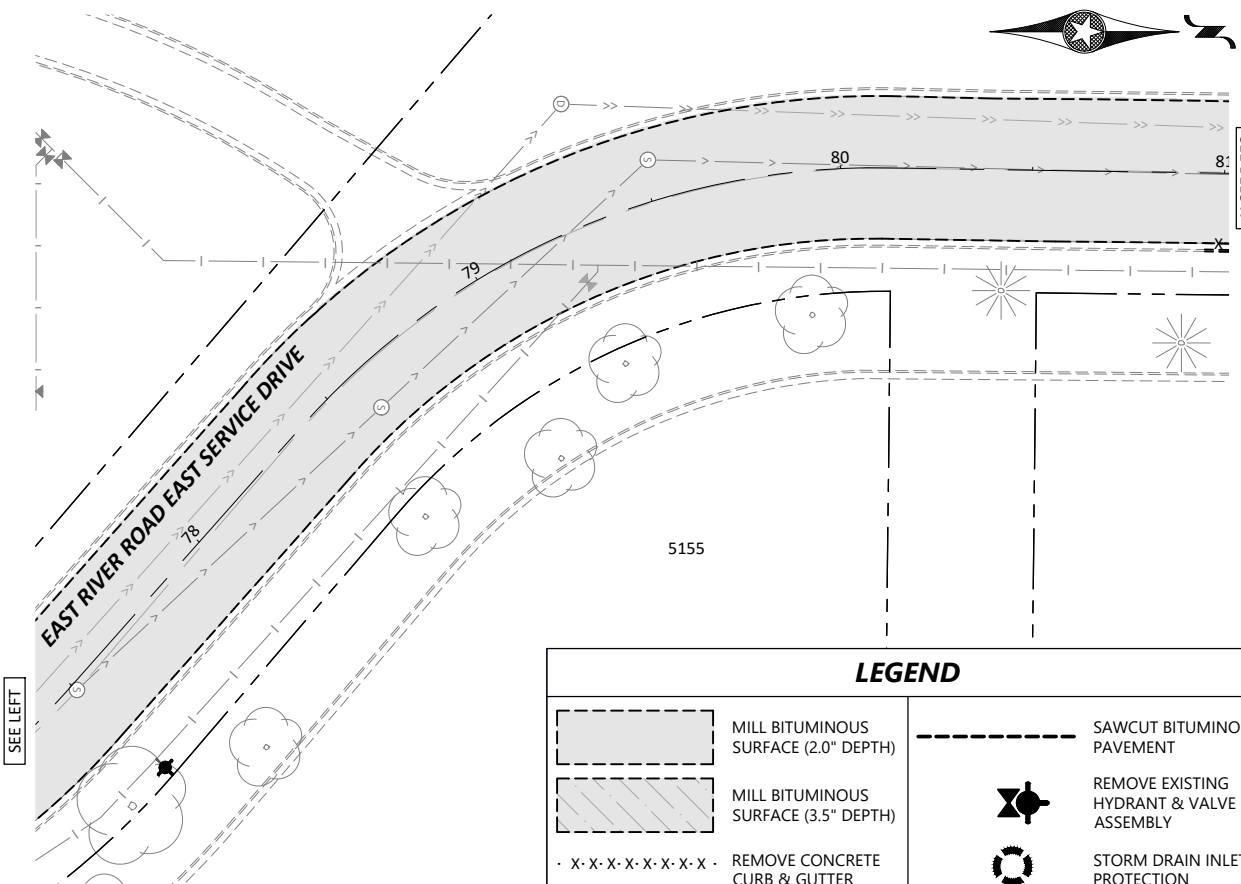 80
81
79
EAST RIVER ROAD EAST SERVICE DRIVE
78
5155
SEE LEFT
D
S
S
S
X
LEGEND
MILL BITUMINOUS
SURFACE (2.0" DEPTH)
MILL BITUMINOUS
SURFACE (3.5" DEPTH)
X-X-X-X-X-X-X-X
REMOVE CONCRETE
CURB & GUTTER
SAWCUT BITUMINO
PAVEMENT
REMOVE EXISTING
HYDRANT & VALVE
ASSEMBLY
STORM DRAIN INLET
PROTECTION